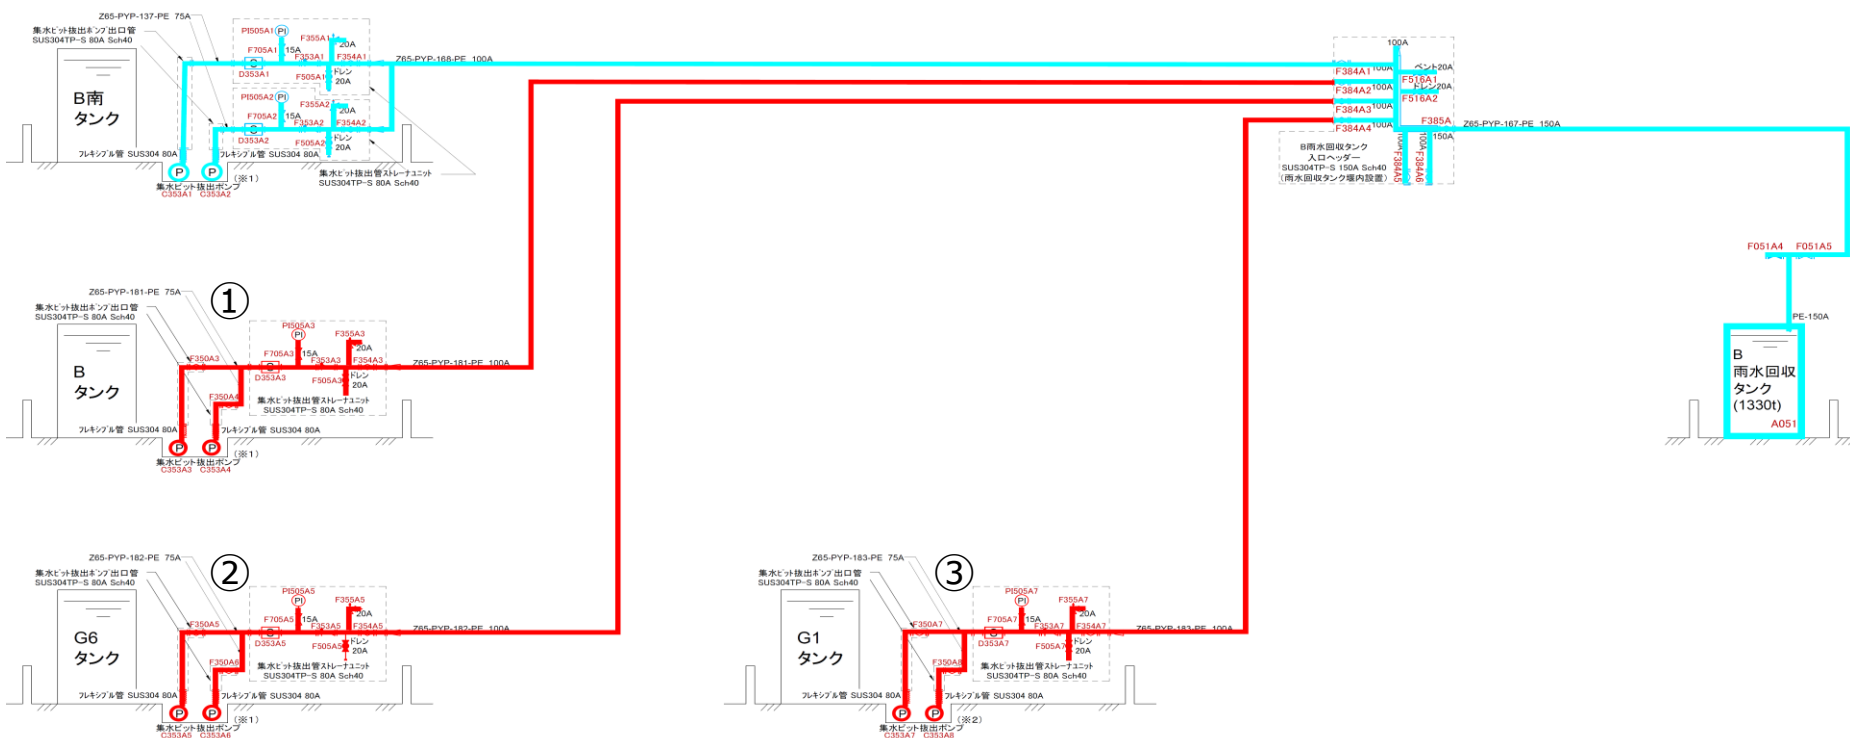 Z65-PYP-137-PE 75A
集水ピット抜出ポンプ出口管
SUS304TP-S 80A Sch40
B南
タンク
PI505A1
PI
F705A1
15A
F355A1
20A
F353A1
F354A1
D353A1
F505A1
ドレン
20A
Z65-PYP-168-PE 100A
PI505A2
PI
F705A2
15A
F355A2
20A
F353A2
F354A2
D353A2
F505A2
ドレン
20A
フレキシブル管 SUS304 80A
フレキシブル管 SUS304 80A
P
P
集水ピット抜出ポンプ
(※1)
C353A1
C353A2
集水ピット抜出管ストレーナユニット
SUS304TP-S 80A Sch40
100A
F384A1
100A
ベント20A
F516A1
F384A2
100A
ドレン20A
F516A2
F384A3
100A
F384A4
100A
F385A
150A
Z65-PYP-167-PE 150A
100A
F384A5
100A
F384A6
B雨水回収タンク
入口ヘッダー
SUS304TP-S 150A Sch40
(雨水回収タンク堰内設置)
F051A4
F051A5
PE-150A
B
雨水回収
タンク
(1330t)
A051
①
Z65-PYP-181-PE 75A
集水ピット抜出ポンプ出口管
SUS304TP-S 80A Sch40
B
タンク
F350A3
F350A4
PI505A3
PI
F705A3
15A
F355A3
20A
F353A3
F354A3
D353A3
F505A3
ドレン
20A
Z65-PYP-181-PE 100A
集水ピット抜出管ストレーナユニット
SUS304TP-S 80A Sch40
フレキシブル管 SUS304 80A
フレキシブル管 SUS304 80A
P
P
集水ピット抜出ポンプ
(※1)
C353A3
C353A4
②
Z65-PYP-182-PE 75A
集水ピット抜出ポンプ出口管
SUS304TP-S 80A Sch40
G6
タンク
F350A5
F350A6
PI505A5
PI
F705A5
15A
F355A5
20A
F353A5
F354A5
D353A5
F505A5
ドレン
20A
Z65-PYP-182-PE 100A
集水ピット抜出管ストレーナユニット
SUS304TP-S 80A Sch40
フレキシブル管 SUS304 80A
フレキシブル管 SUS304 80A
P
P
集水ピット抜出ポンプ
(※1)
C353A5
C353A6
③
Z65-PYP-183-PE 75A
集水ピット抜出ポンプ出口管
SUS304TP-S 80A Sch40
G1
タンク
F350A7
F350A8
PI505A7
PI
F705A7
15A
F355A7
20A
F353A7
F354A7
D353A7
F505A7
ドレン
20A
Z65-PYP-183-PE 100A
集水ピット抜出管ストレーナユニット
SUS304TP-S 80A Sch40
フレキシブル管 SUS304 80A
フレキシブル管 SUS304 80A
P
P
集水ピット抜出ポンプ
(※2)
C353A7
C353A8